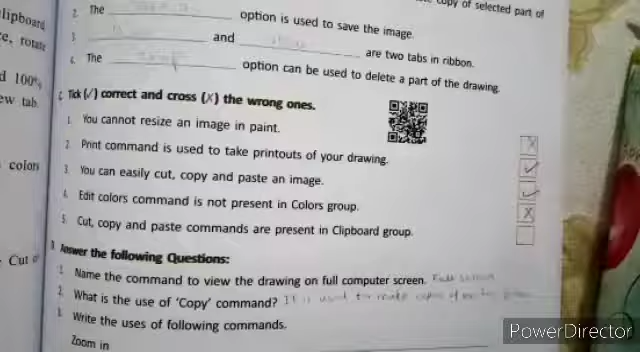 copy of selected part of
2. The option is used to save the image.
lipboard
3. and are two tabs in ribbon.
e, rotate
4. The option can be used to delete a part of the drawing.
d 100%
ew tab.
C. Tick (✓) correct and cross (X) the wrong ones.
1. You cannot resize an image in paint. X
2. Print command is used to take printouts of your drawing. ✓
colors
3. You can easily cut, copy and paste an image. ✓
4. Edit colors command is not present in Colors group. X
5. Cut, copy and paste commands are present in Clipboard group.
Cut
Answer the following Questions:
1. Name the command to view the drawing on full computer screen. Full screen
2. What is the use of 'Copy' command? It is used to make
3. Write the uses of following commands.
Zoom in
PowerDirector